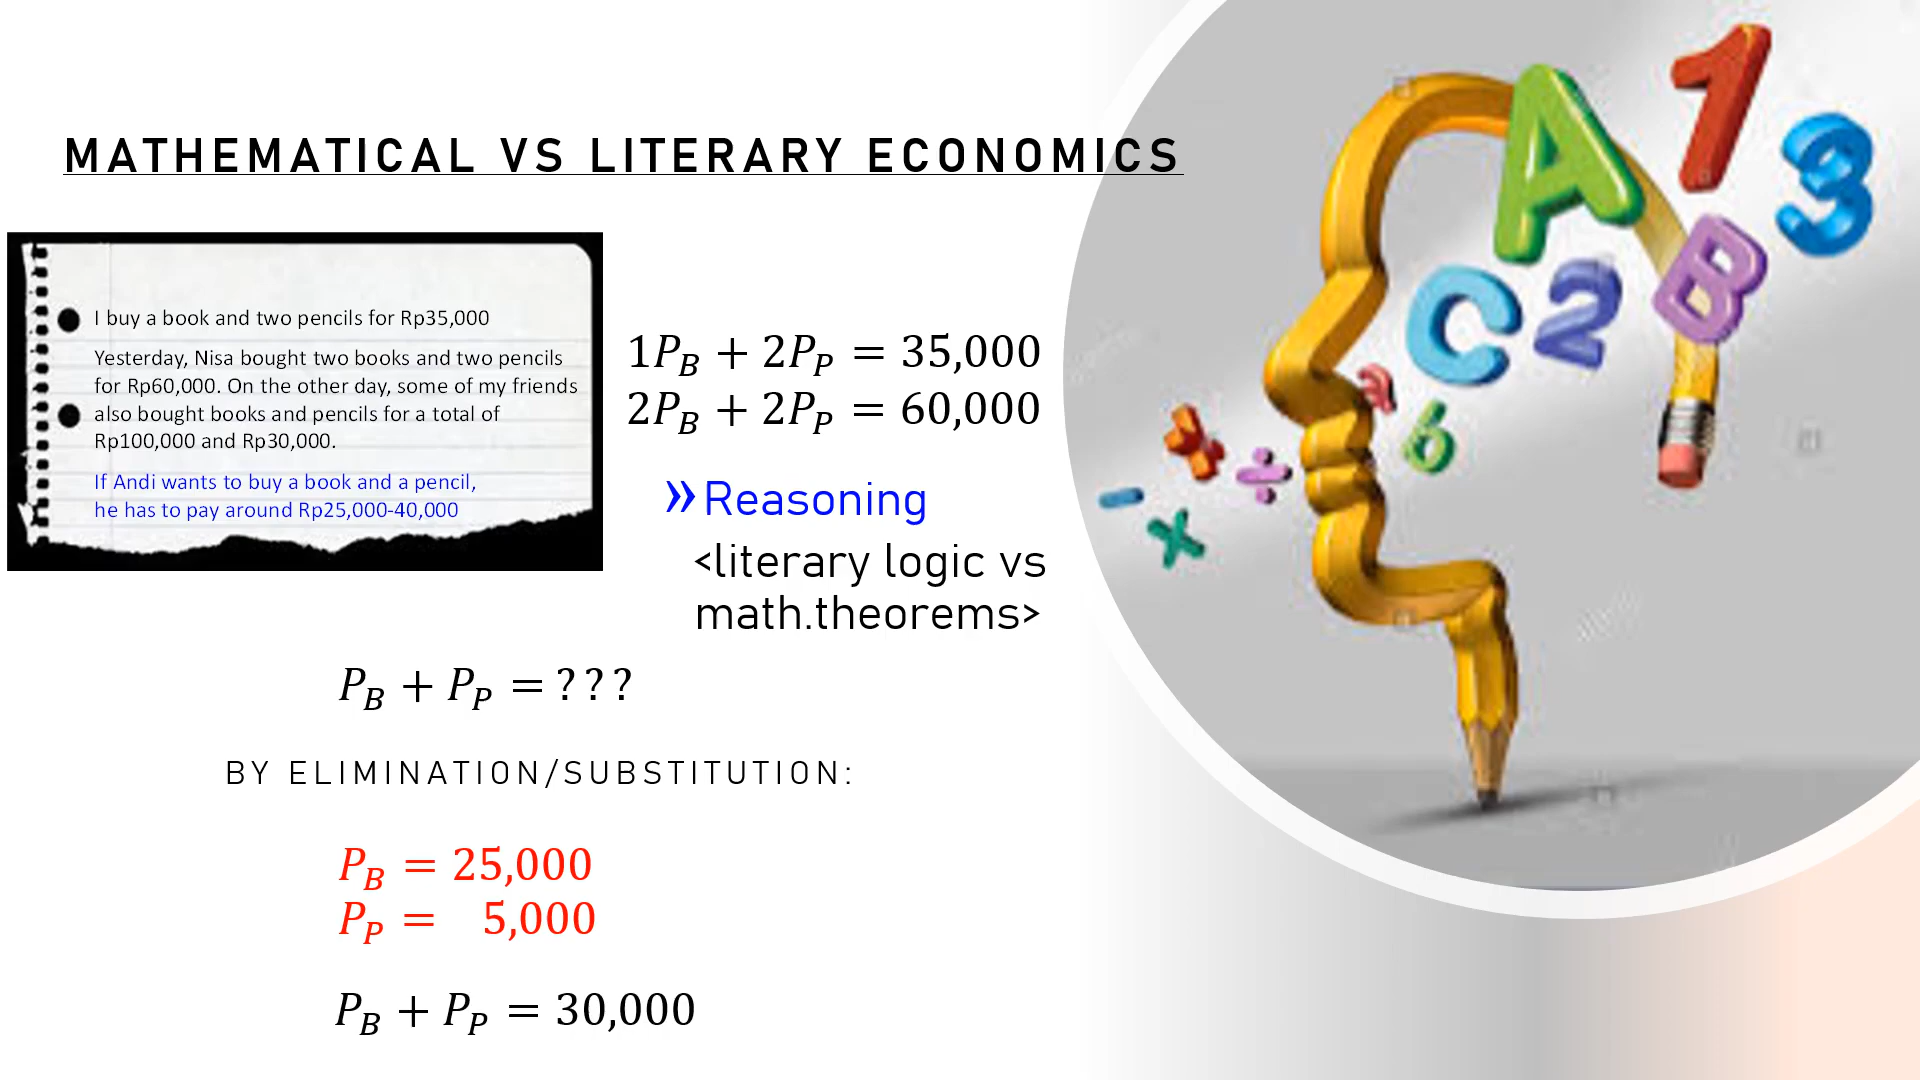 MATHEMATICAL VS LITERARY ECONOMICS
I buy a book and two pencils for Rp35,000
Yesterday, Nisa bought two books and two pencils
for Rp60,000. On the other day, some of my friends
also bought books and pencils for a total of
Rp100,000 and Rp30,000.
If Andi wants to buy a book and a pencil,
he has to pay around Rp25,000-40,000
1P_B + 2P_P = 35,000
2P_B + 2P_P = 60,000
» Reasoning
<literary logic vs
math.theorems>
P_B + P_P = ???
BY ELIMINATION/SUBSTITUTION:
P_B = 25,000
P_P = 5,000
P_B + P_P = 30,000
A
1
3
B
C
2
a
6
+
÷
-
x